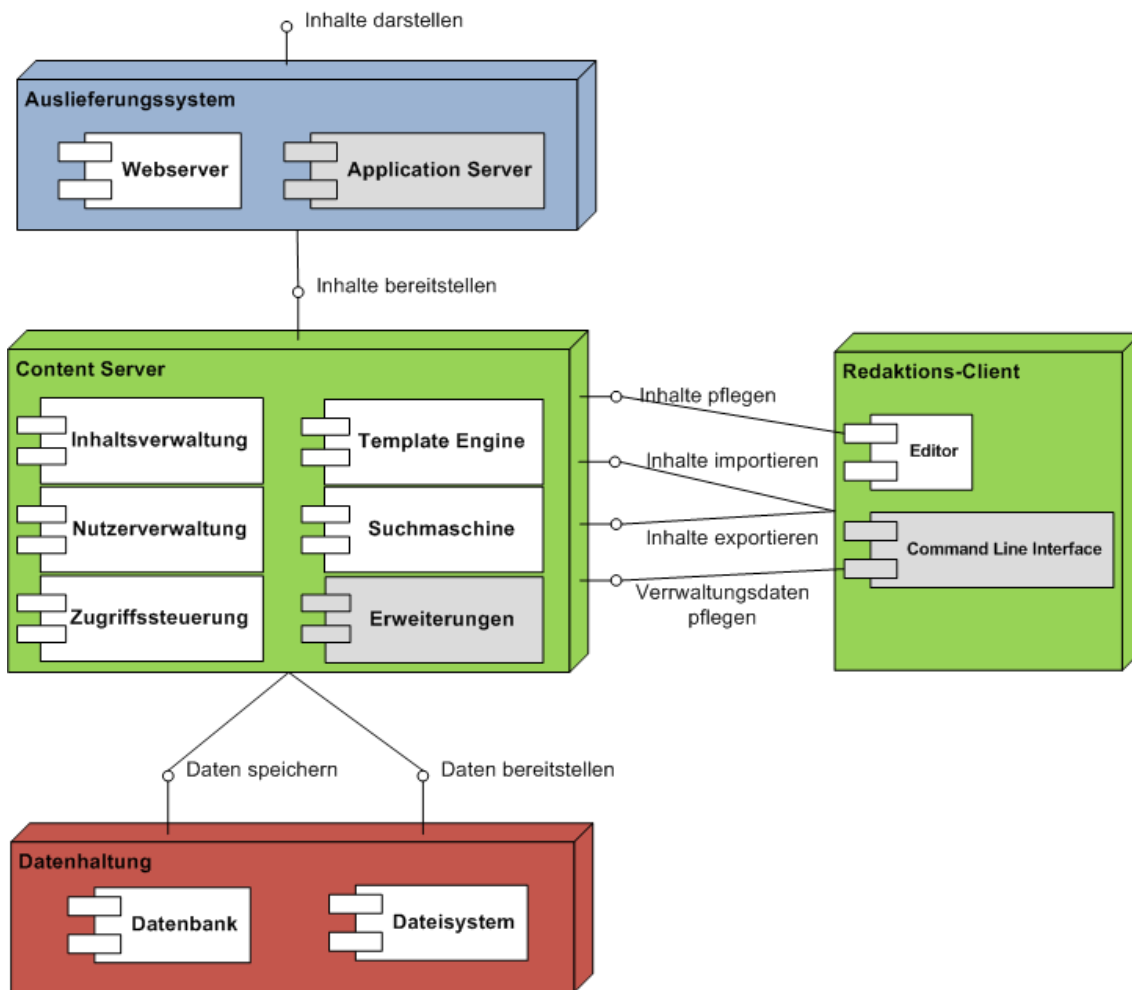 Inhalte darstellen
Auslieferungssystem
Webserver
Application Server
Inhalte bereitstellen
Content Server
Inhaltsverwaltung
Template Engine
Nutzerverwaltung
Suchmaschine
Zugriffssteuerung
Erweiterungen
Inhalte pflegen
Inhalte importieren
Inhalte exportieren
Verrwaltungsdaten
pflegen
Redaktions-Client
Editor
Command Line Interface
Daten speichern
Daten bereitstellen
Datenhaltung
Datenbank
Dateisystem